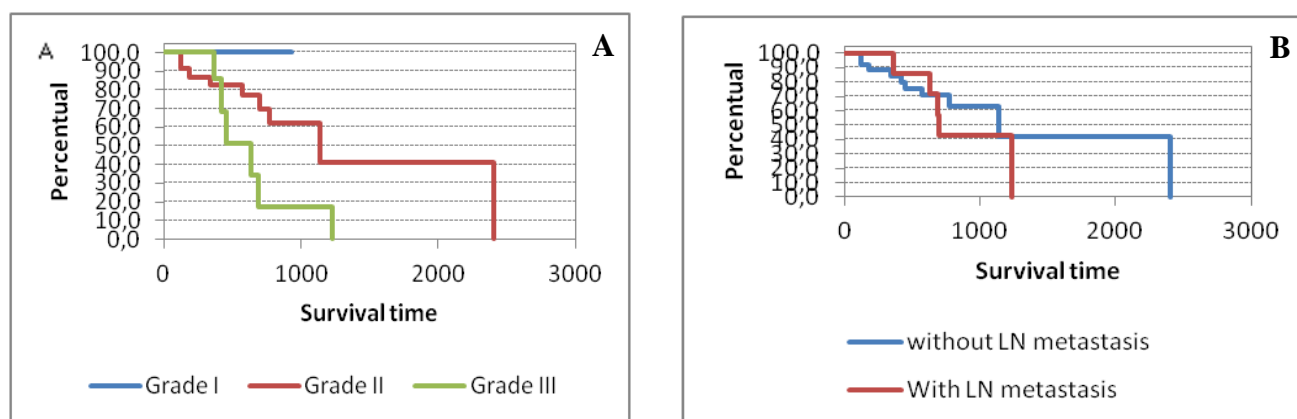 A
A
Percentual
100,0
90,0
80,0
70,0
60,0
50,0
40,0
30,0
20,0
10,0
0,0
0 1000 2000 3000
Survival time
Grade I Grade II Grade III
B
Percentual
100,0
90,0
80,0
70,0
60,0
50,0
40,0
30,0
20,0
10,0
0,0
0 1000 2000 3000
Survival time
without LN metastasis
With LN metastasis